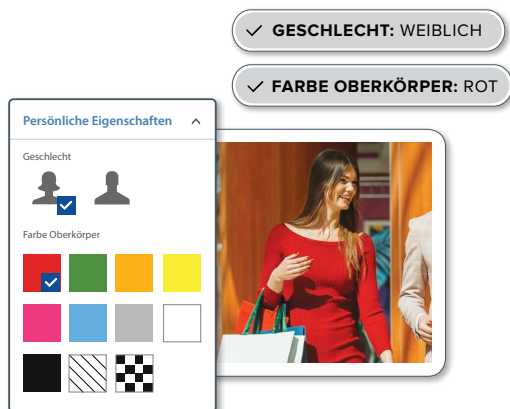 GESCHLECHT: WEIBLICH
FARBE OBERKÖRPER: ROT
Persönliche Eigenschaften
Geschlecht
Farbe Oberkörper